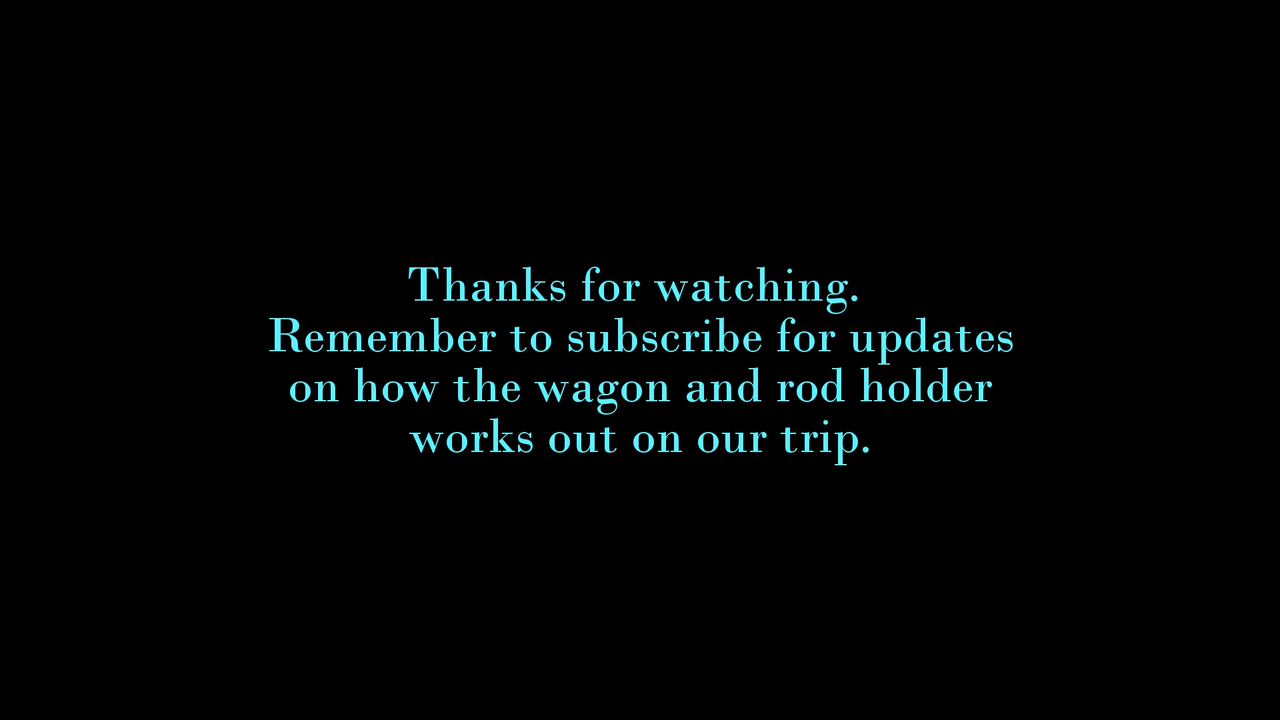 Thanks for watching.
Remember to subscribe for updates
on how the wagon and rod holder
works out on our trip.